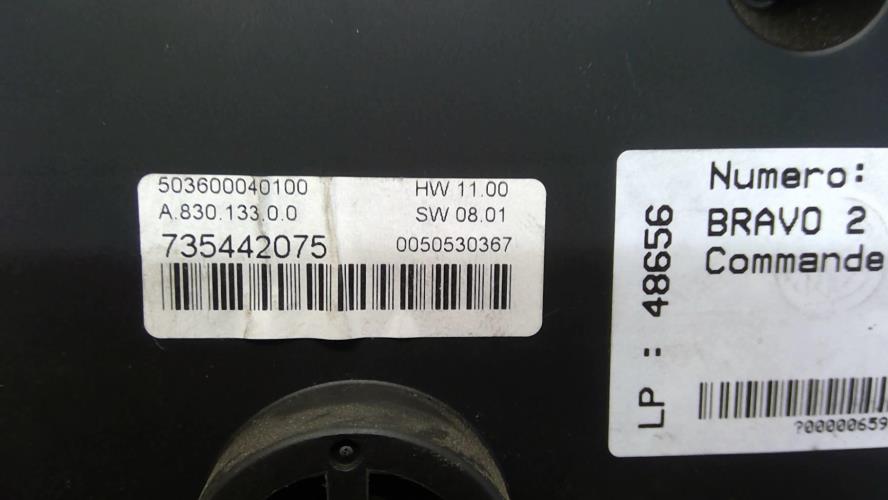 503600040100 HW 11.00
A.830.133.0.0 SW 08.01
735442075 0050530367
Numero:
BRAVO 2
Commande
LP : 48656
?00000659